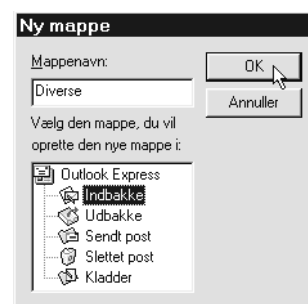 Ny mappe
Mappenavn:
OK
Diverse
Annuller
Vælg den mappe, du vil
oprette den nye mappe i:
Outlook Express
Indbakke
Udbakke
Sendt post
Slettet post
Kladder